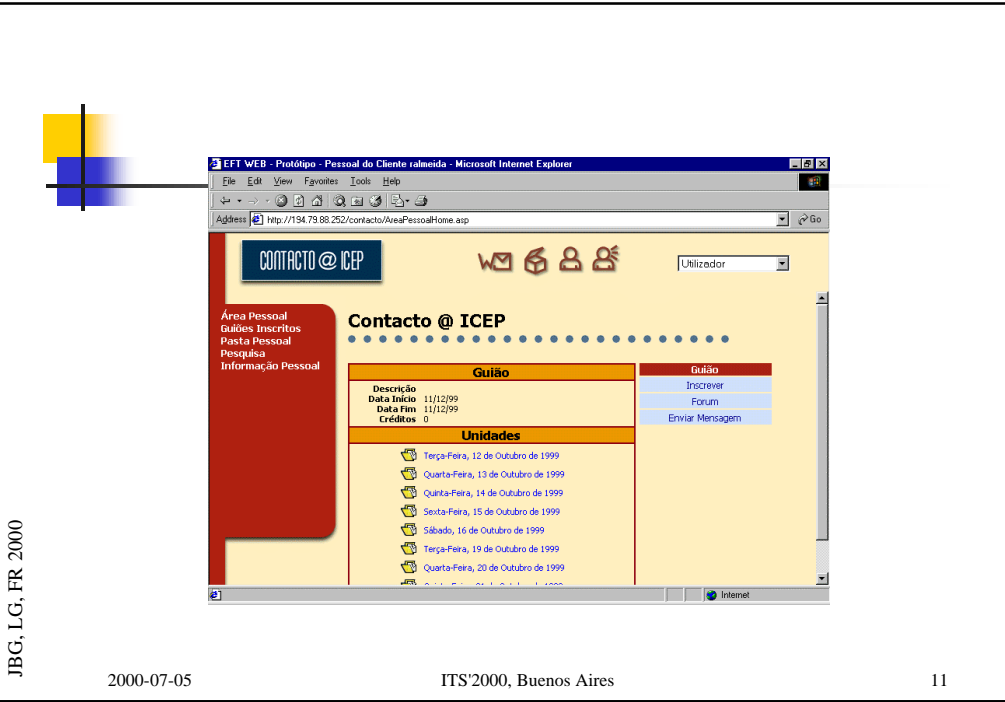 EFT WEB - Protótipo - Pessoal do Cliente ralmeida - Microsoft Internet Explorer
File Edit View Favorites Tools Help
Address http://194.79.88.252/contacto/AreaPessoalHome.asp Go
CONTACTO @ ICEP
Utilizador
Área Pessoal
Guiões Inscritos
Pasta Pessoal
Pesquisa
Informação Pessoal
Contacto @ ICEP
Guião
Descrição
Data Início 11/12/99
Data Fim 11/12/99
Créditos 0
Unidades
Terça-Feira, 12 de Outubro de 1999
Quarta-Feira, 13 de Outubro de 1999
Quinta-Feira, 14 de Outubro de 1999
Sexta-Feira, 15 de Outubro de 1999
Sábado, 16 de Outubro de 1999
Terça-Feira, 19 de Outubro de 1999
Quarta-Feira, 20 de Outubro de 1999
Guião
Inscrever
Forum
Enviar Mensagem
Internet
JBG, LG, FR 2000
2000-07-05
ITS'2000, Buenos Aires
11